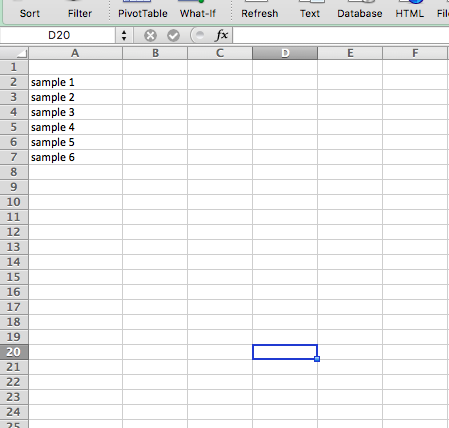 Sort Filter PivotTable What-If Refresh Text Database HTML File
D20 fx
A B C D E F
1
2 sample 1
3 sample 2
4 sample 3
5 sample 4
6 sample 5
7 sample 6
8
9
10
11
12
13
14
15
16
17
18
19
20
21
22
23
24
25